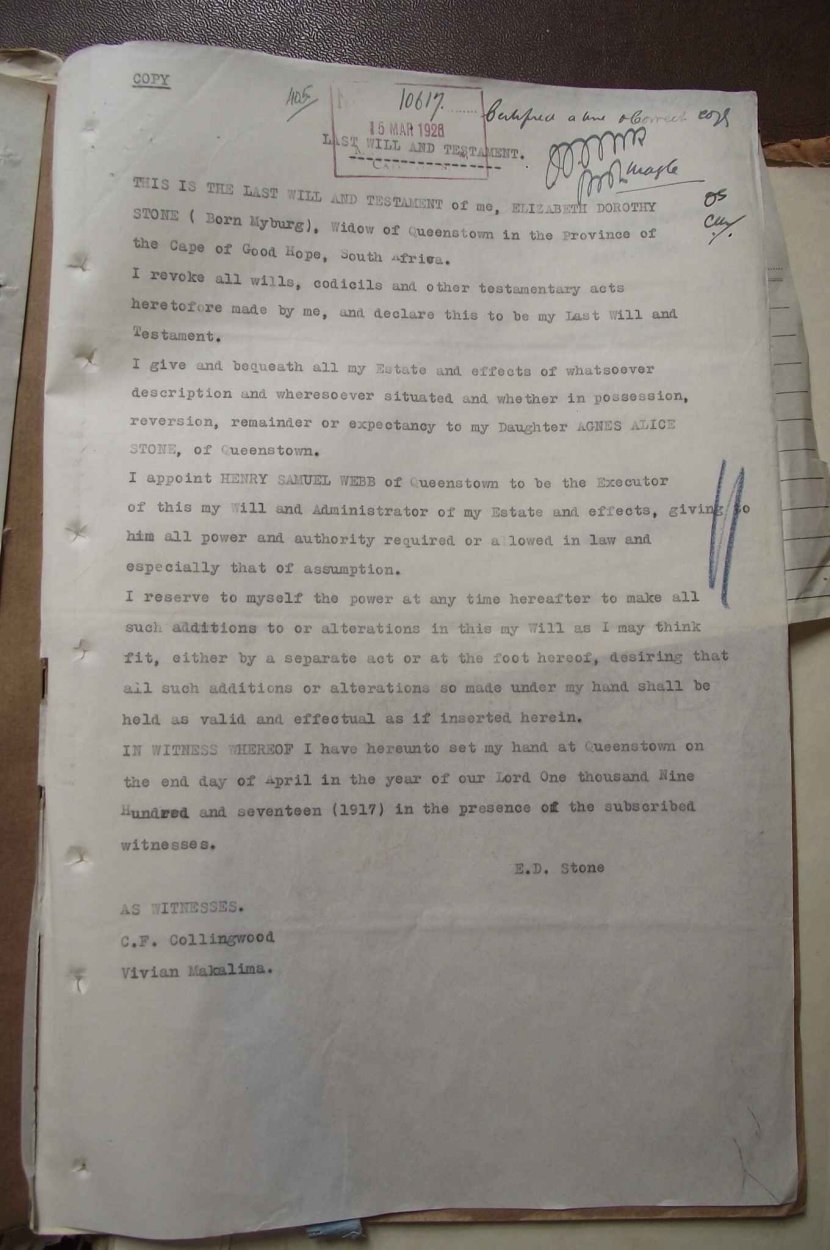 COPY
405
10617.
Certified a true & Correct copy
15 MAR 1928
LAST WILL AND TESTAMENT.
THIS IS THE LAST WILL AND TESTAMENT of me, ELIZABETH DOROTHY
STONE ( Born Myburg), Widow of Queenstown in the Province of
the Cape of Good Hope, South Africa.
I revoke all wills, codicils and other testamentary acts
heretofore made by me, and declare this to be my Last Will and
Testament.
I give and bequeath all my Estate and effects of whatsoever
description and wheresoever situated and whether in possession,
reversion, remainder or expectancy to my Daughter AGNES ALICE
STONE, of Queenstown.
I appoint HENRY SAMUEL WEBB of Queenstown to be the Executor
of this my Will and Administrator of my Estate and effects, giving to
him all power and authority required or allowed in law and
especially that of assumption.
I reserve to myself the power at any time hereafter to make all
such additions to or alterations in this my Will as I may think
fit, either by a separate act or at the foot hereof, desiring that
all such additions or alterations so made under my hand shall be
held as valid and effectual as if inserted herein.
IN WITNESS WHEREOF I have hereunto set my hand at Queenstown on
the end day of April in the year of our Lord One thousand Nine
Hundred and seventeen (1917) in the presence of the subscribed
witnesses.
E.D. Stone
AS WITNESSES.
C.F. Collingwood
Vivian Makalima.